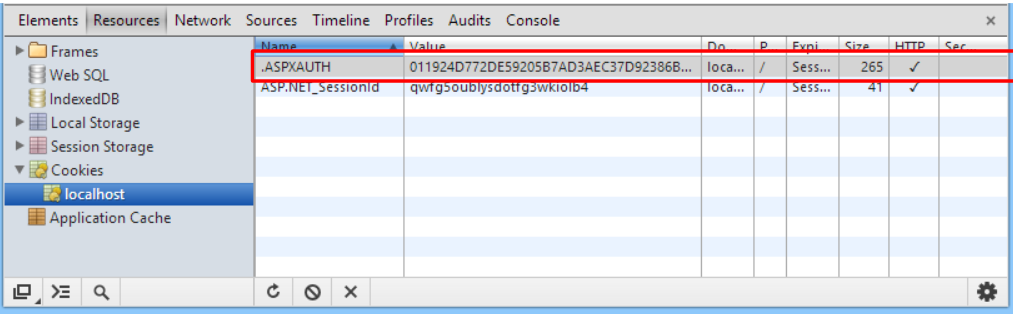 Elements Resources Network Sources Timeline Profiles Audits Console ×
Frames
Web SQL
IndexedDB
Local Storage
Session Storage
Cookies
localhost
Application Cache
Name Value Do... P... Expi... Size HTTP Sec...
.ASPXAUTH 011924D772DE59205B7AD3AEC37D92386B... loca... / Sess... 265 ✓
ASP.NET_SessionId qwfg5oublysdotfg3wkiolb4 loca... / Sess... 41 ✓